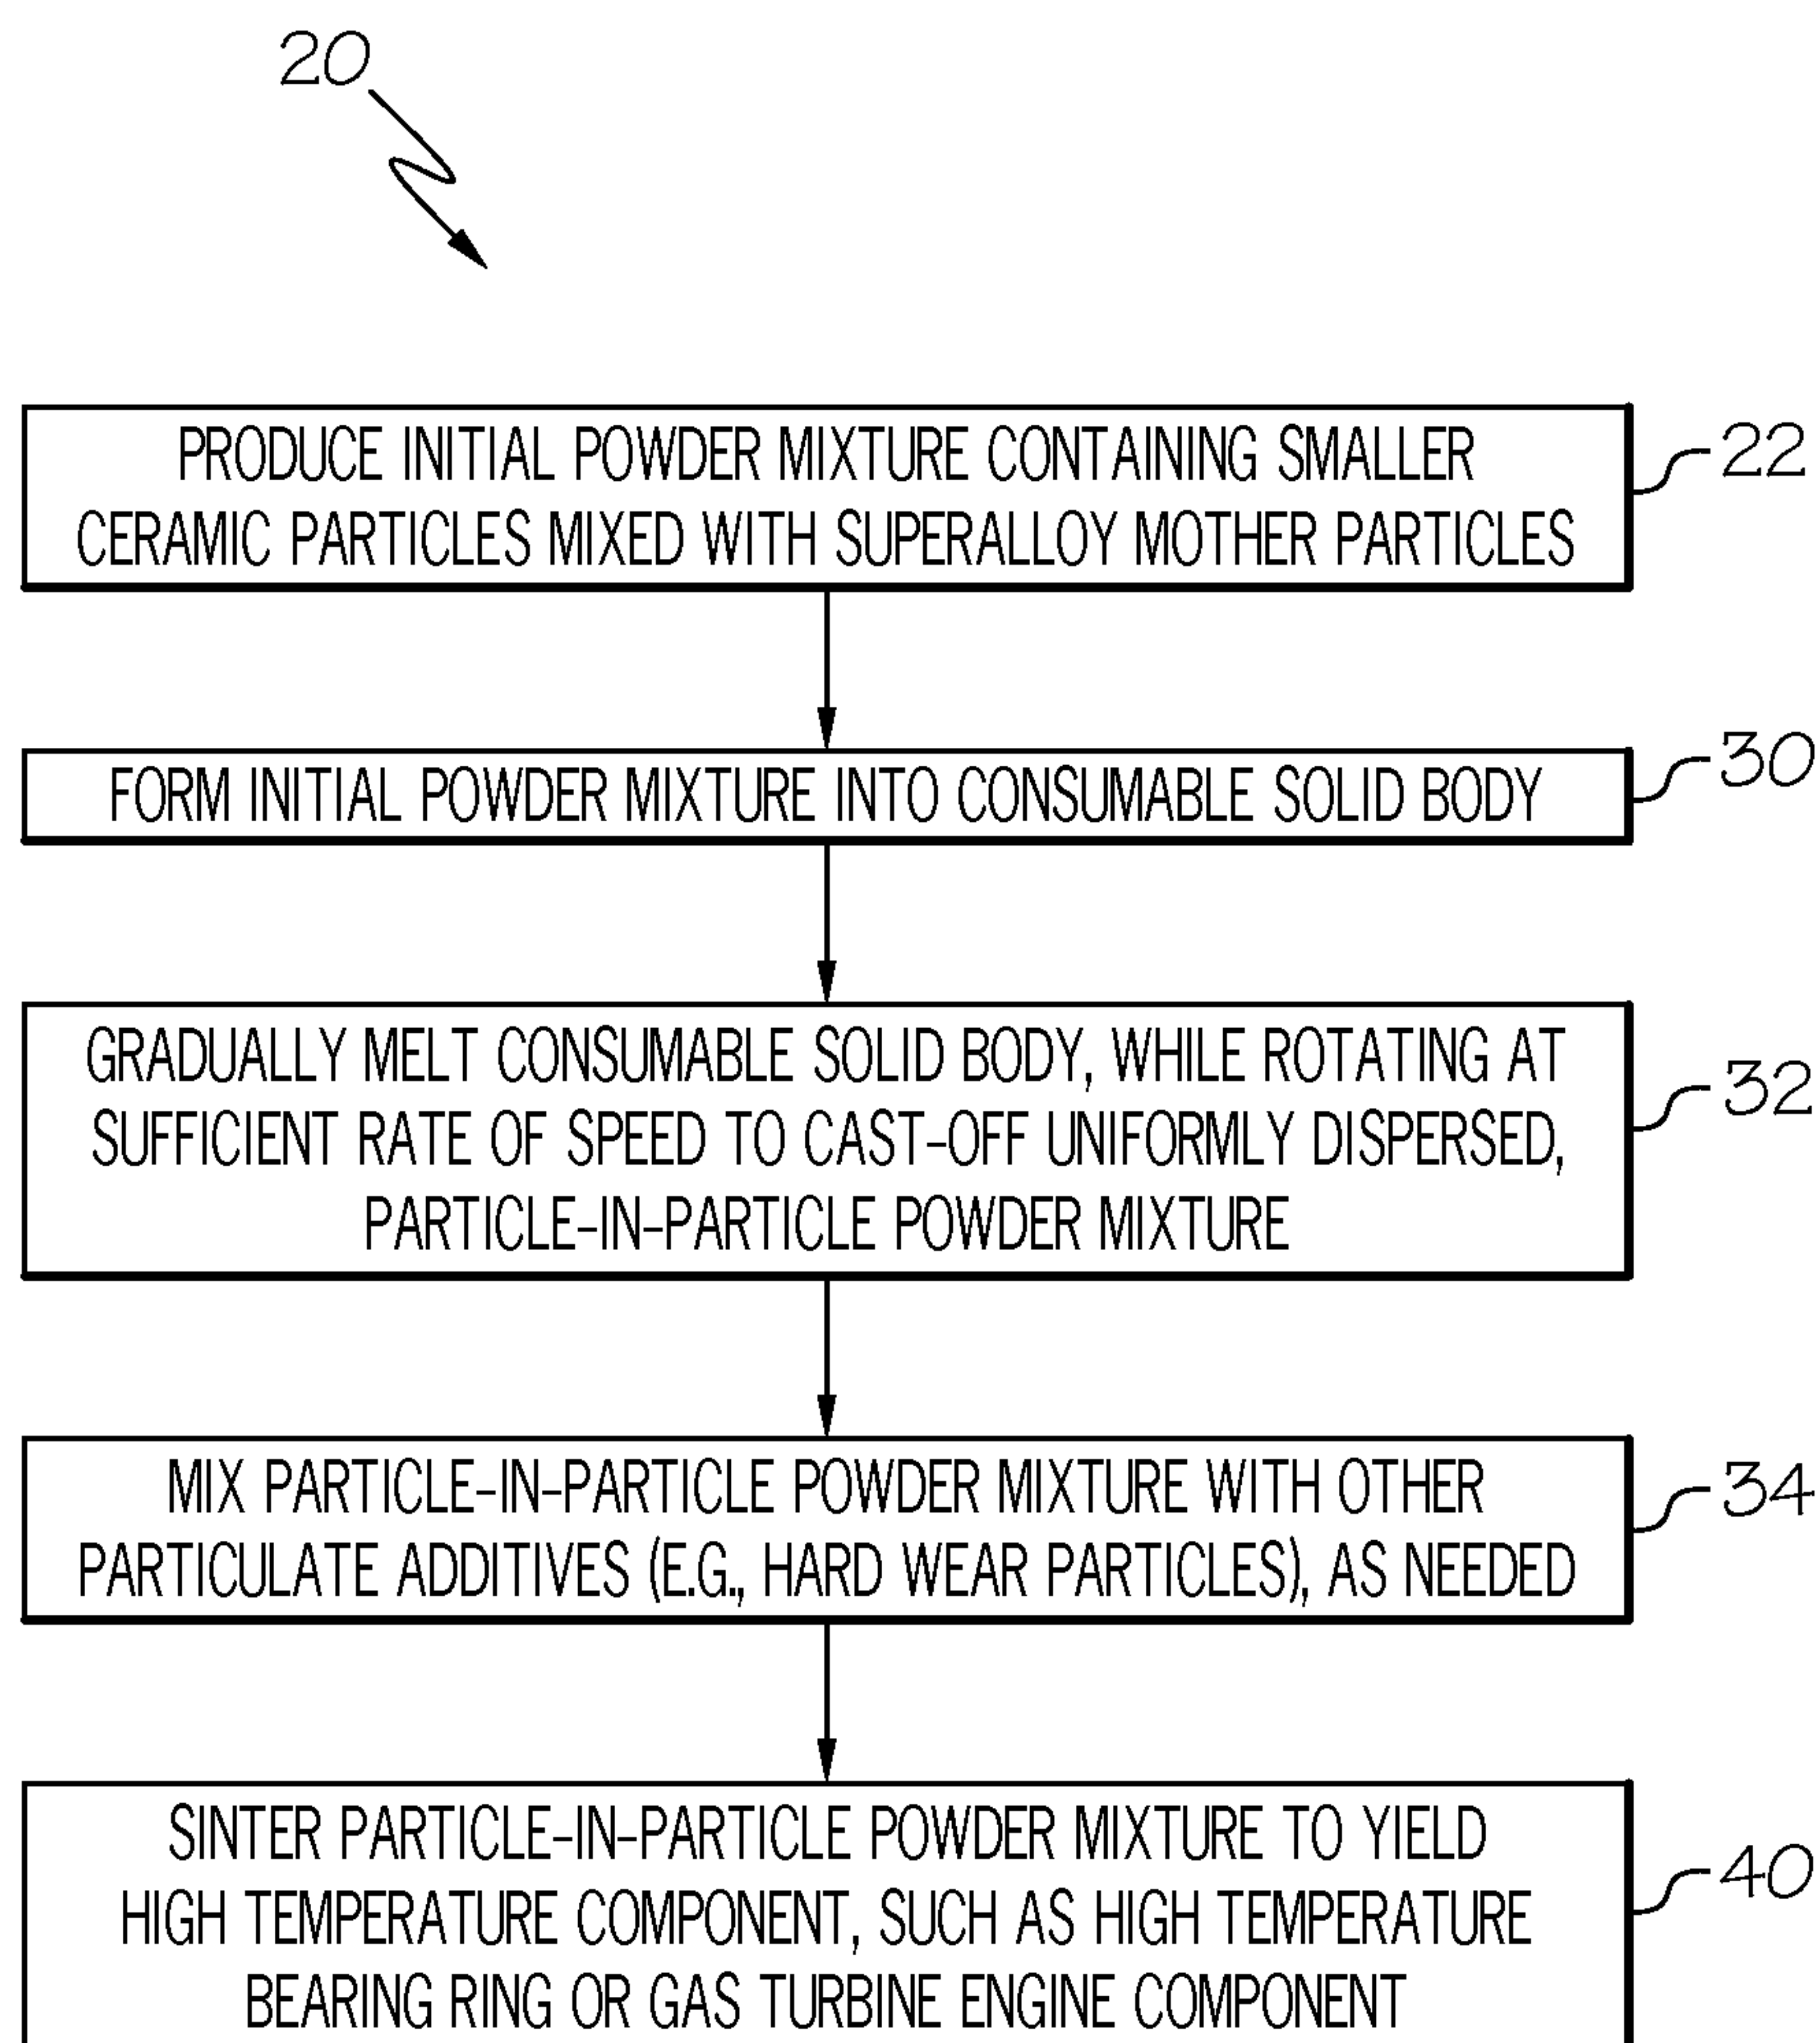 20
PRODUCE INITIAL POWDER MIXTURE CONTAINING SMALLER
CERAMIC PARTICLES MIXED WITH SUPERALLOY MOTHER PARTICLES
22
FORM INITIAL POWDER MIXTURE INTO CONSUMABLE SOLID BODY
30
GRADUALLY MELT CONSUMABLE SOLID BODY, WHILE ROTATING AT
SUFFICIENT RATE OF SPEED TO CAST-OFF UNIFORMLY DISPERSED,
PARTICLE-IN-PARTICLE POWDER MIXTURE
32
MIX PARTICLE-IN-PARTICLE POWDER MIXTURE WITH OTHER
PARTICULATE ADDITIVES (E.G., HARD WEAR PARTICLES), AS NEEDED
34
SINTER PARTICLE-IN-PARTICLE POWDER MIXTURE TO YIELD
HIGH TEMPERATURE COMPONENT, SUCH AS HIGH TEMPERATURE
BEARING RING OR GAS TURBINE ENGINE COMPONENT
40